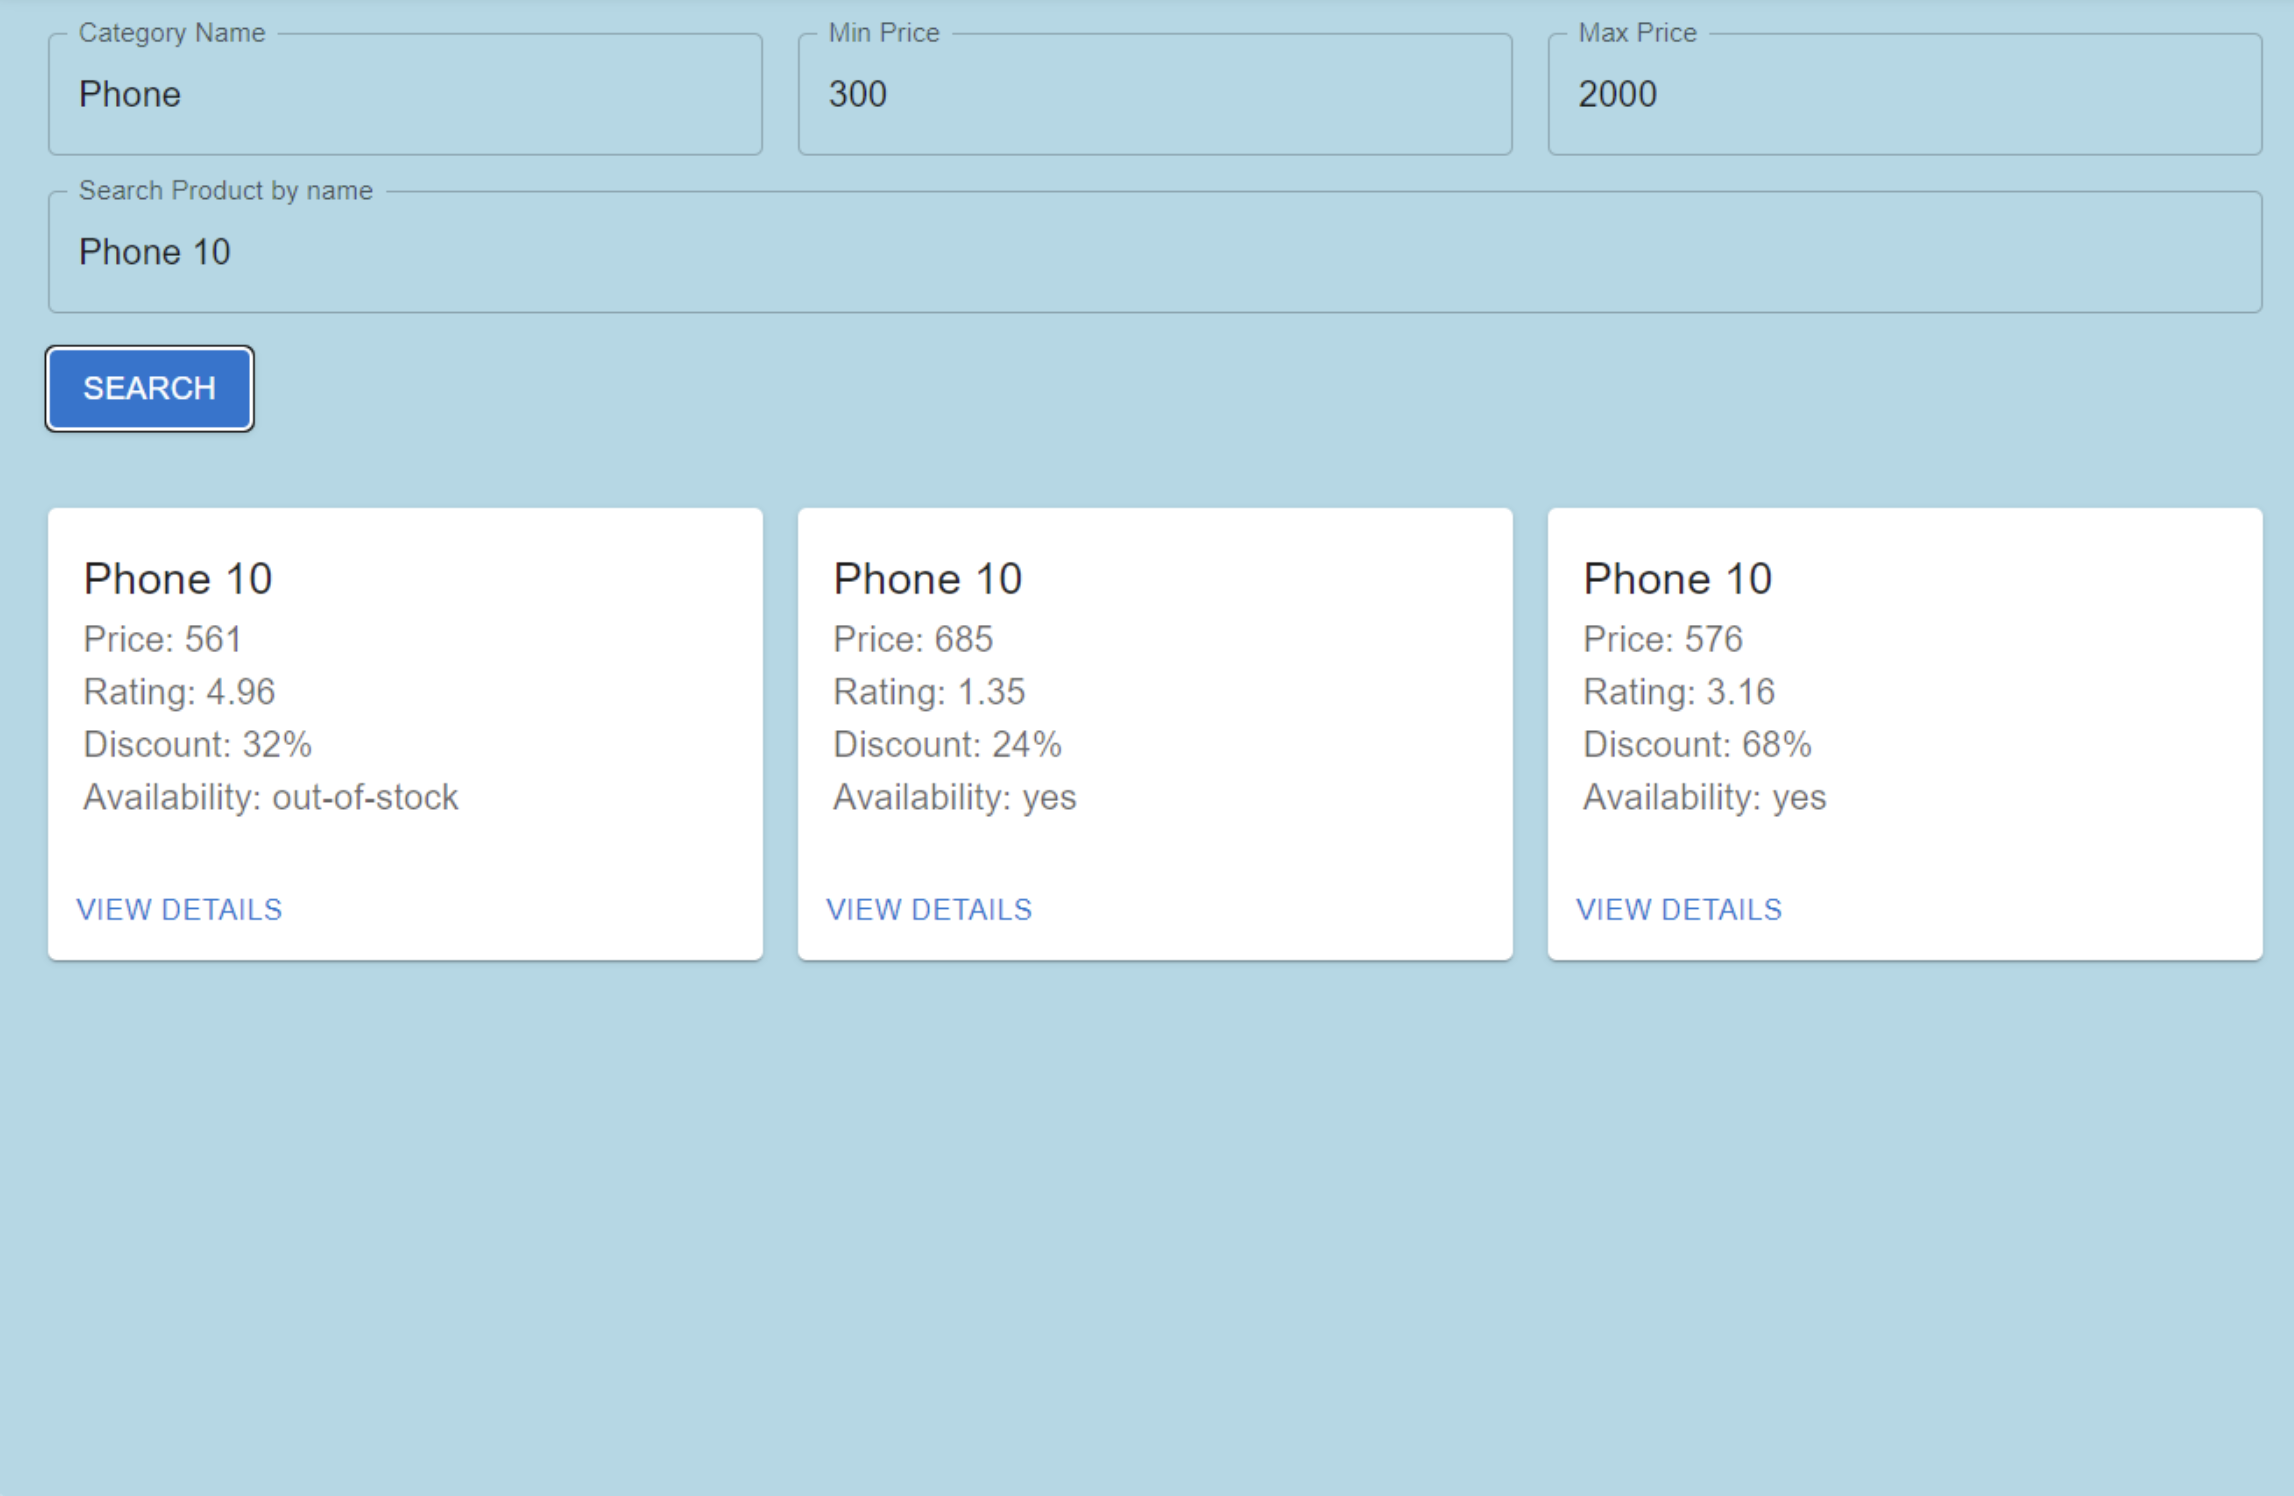 Category Name
Phone
Min Price
300
Max Price
2000
Search Product by name
Phone 10
SEARCH
Phone 10
Price: 561
Rating: 4.96
Discount: 32%
Availability: out-of-stock
VIEW DETAILS
Phone 10
Price: 685
Rating: 1.35
Discount: 24%
Availability: yes
VIEW DETAILS
Phone 10
Price: 576
Rating: 3.16
Discount: 68%
Availability: yes
VIEW DETAILS